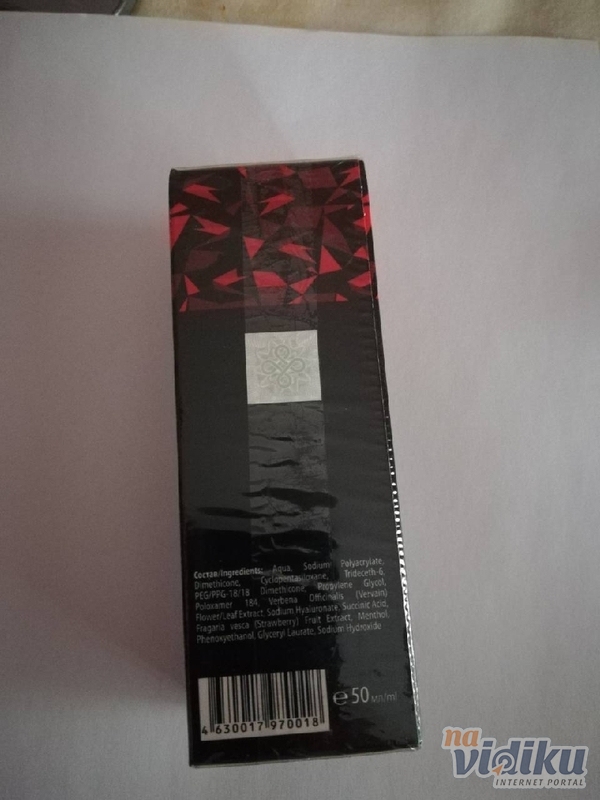 Состав/Ingredients: Aqua, Sodium Polyacrylate,
Dimethicone, Cyclopentasiloxane, Trideceth-6,
PEG/PPG-18/18 Dimethicone, Propylene Glycol,
Poloxamer 184, Verbena Officinalis (Vervain)
Flower/Leaf Extract, Sodium Hyaluronate, Succinic Acid,
Fragaria vesca (Strawberry) Fruit Extract, Menthol,
Phenoxyethanol, Glyceryl Laurate, Sodium Hydroxide
4 630017 970018
℮ 50 мл/ml
na
vidiku
INTERNET PORTAL